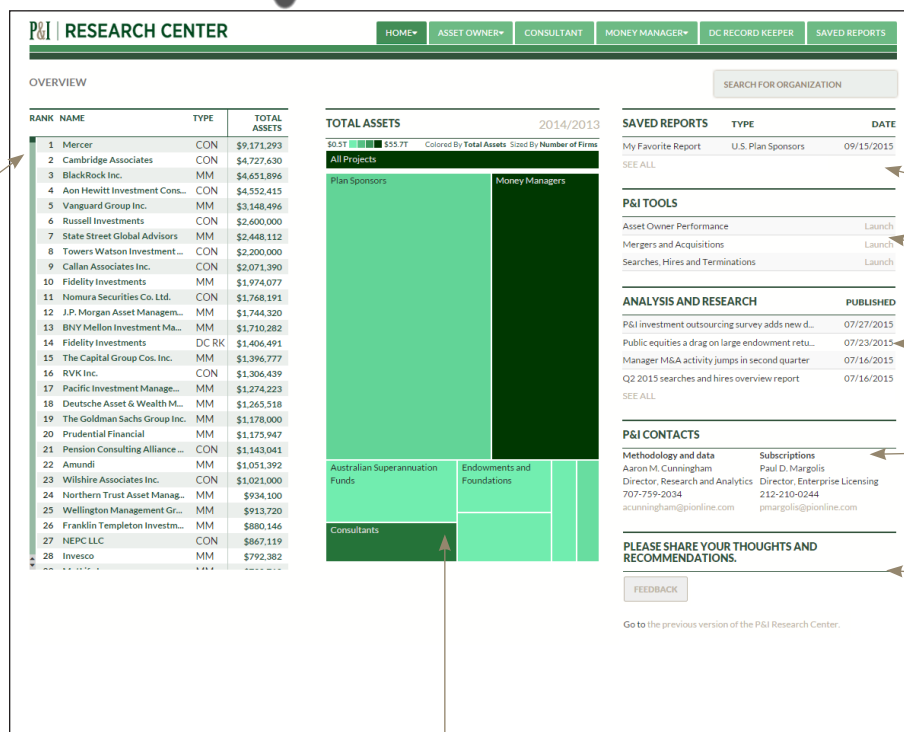 P&I | RESEARCH CENTER
HOME ASSET OWNER CONSULTANT MONEY MANAGER DC RECORD KEEPER SAVED REPORTS
OVERVIEW
SEARCH FOR ORGANIZATION
RANK NAME TYPE TOTAL ASSETS
1 Mercer CON $9,171,293
2 Cambridge Associates CON $4,727,630
3 BlackRock Inc. MM $4,651,896
4 Aon Hewitt Investment Cons... CON $4,552,415
5 Vanguard Group Inc. MM $3,148,496
6 Russell Investments CON $2,600,000
7 State Street Global Advisors MM $2,448,112
8 Towers Watson Investment ... CON $2,200,000
9 Callan Associates Inc. CON $2,071,390
10 Fidelity Investments MM $1,974,077
11 Nomura Securities Co. Ltd. CON $1,768,191
12 J.P. Morgan Asset Managem... MM $1,744,320
13 BNY Mellon Investment Ma... MM $1,710,282
14 Fidelity Investments DC RK $1,406,491
15 The Capital Group Cos. Inc. MM $1,396,777
16 RVK Inc. CON $1,306,439
17 Pacific Investment Manage... MM $1,274,223
18 Deutsche Asset & Wealth M... MM $1,265,518
19 The Goldman Sachs Group Inc. MM $1,178,000
20 Prudential Financial MM $1,175,947
21 Pension Consulting Alliance ... CON $1,143,041
22 Amundi MM $1,051,392
23 Wilshire Associates Inc. CON $1,021,000
24 Northern Trust Asset Manag... MM $934,100
25 Wellington Management Gr... MM $913,720
26 Franklin Templeton Investm... MM $880,146
27 NEPC LLC CON $867,119
28 Invesco MM $792,382
TOTAL ASSETS 2014/2013
$0.5T $55.7T Colored By Total Assets Sized By Number of Firms
All Projects
Plan Sponsors
Money Managers
Australian Superannuation Funds
Endowments and Foundations
Consultants
SAVED REPORTS TYPE DATE
My Favorite Report U.S. Plan Sponsors 09/15/2015
SEE ALL
P&I TOOLS
Asset Owner Performance Launch
Mergers and Acquisitions Launch
Searches, Hires and Terminations Launch
ANALYSIS AND RESEARCH PUBLISHED
P&I investment outsourcing survey adds new d... 07/27/2015
Public equities a drag on large endowment retu... 07/23/2015
Manager M&A activity jumps in second quarter 07/16/2015
Q2 2015 searches and hires overview report 07/16/2015
SEE ALL
P&I CONTACTS
Methodology and data Subscriptions
Aaron M. Cunningham Paul D. Margolis
Director, Research and Analytics Director, Enterprise Licensing
707-759-2034 212-210-0244
acunningham@pionline.com pmargolis@pionline.com
PLEASE SHARE YOUR THOUGHTS AND
RECOMMENDATIONS.
FEEDBACK
Go to the previous version of the P&I Research Center.